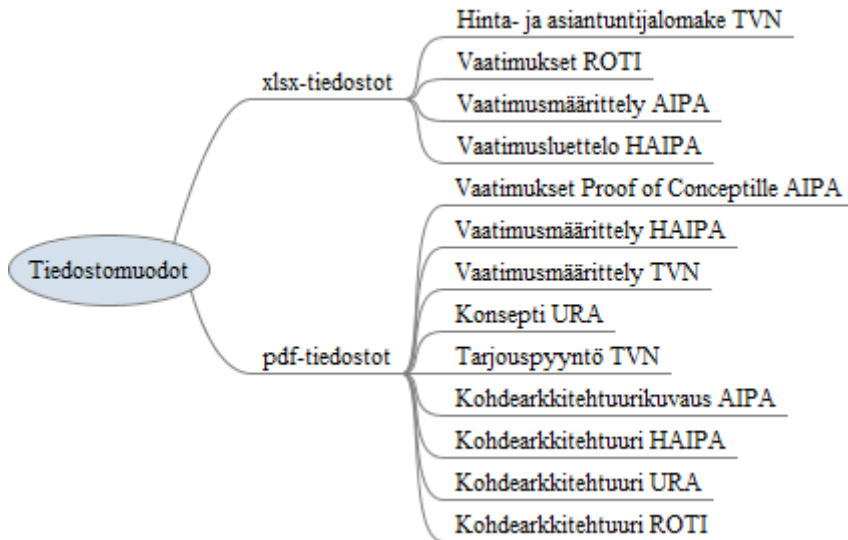 Tiedostomuodot
xlsx-tiedostot
Hinta- ja asiantuntijalomake TVN
Vaatimukset ROTI
Vaatimusmäärittely AIPA
Vaatimusluettelo HAIPA
pdf-tiedostot
Vaatimukset Proof of Conceptille AIPA
Vaatimusmäärittely HAIPA
Vaatimusmäärittely TVN
Konsepti URA
Tarjouspyyntö TVN
Kohdearkkitehtuurikuvaus AIPA
Kohdearkkitehtuuri HAIPA
Kohdearkkitehtuuri URA
Kohdearkkitehtuuri ROTI